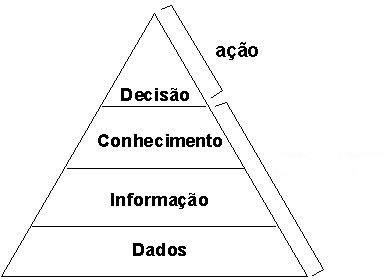 ação
Decisão
Conhecimento
Informação
Dados